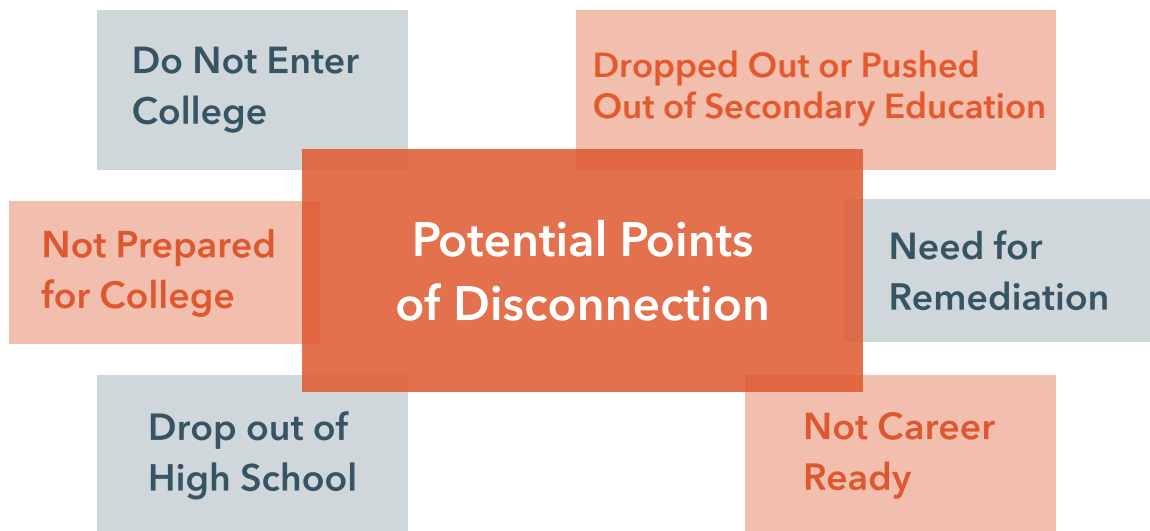 Do Not Enter
College
Dropped Out or Pushed
Out of Secondary Education
Not Prepared
for College
Potential Points
of Disconnection
Need for
Remediation
Drop out of
High School
Not Career
Ready